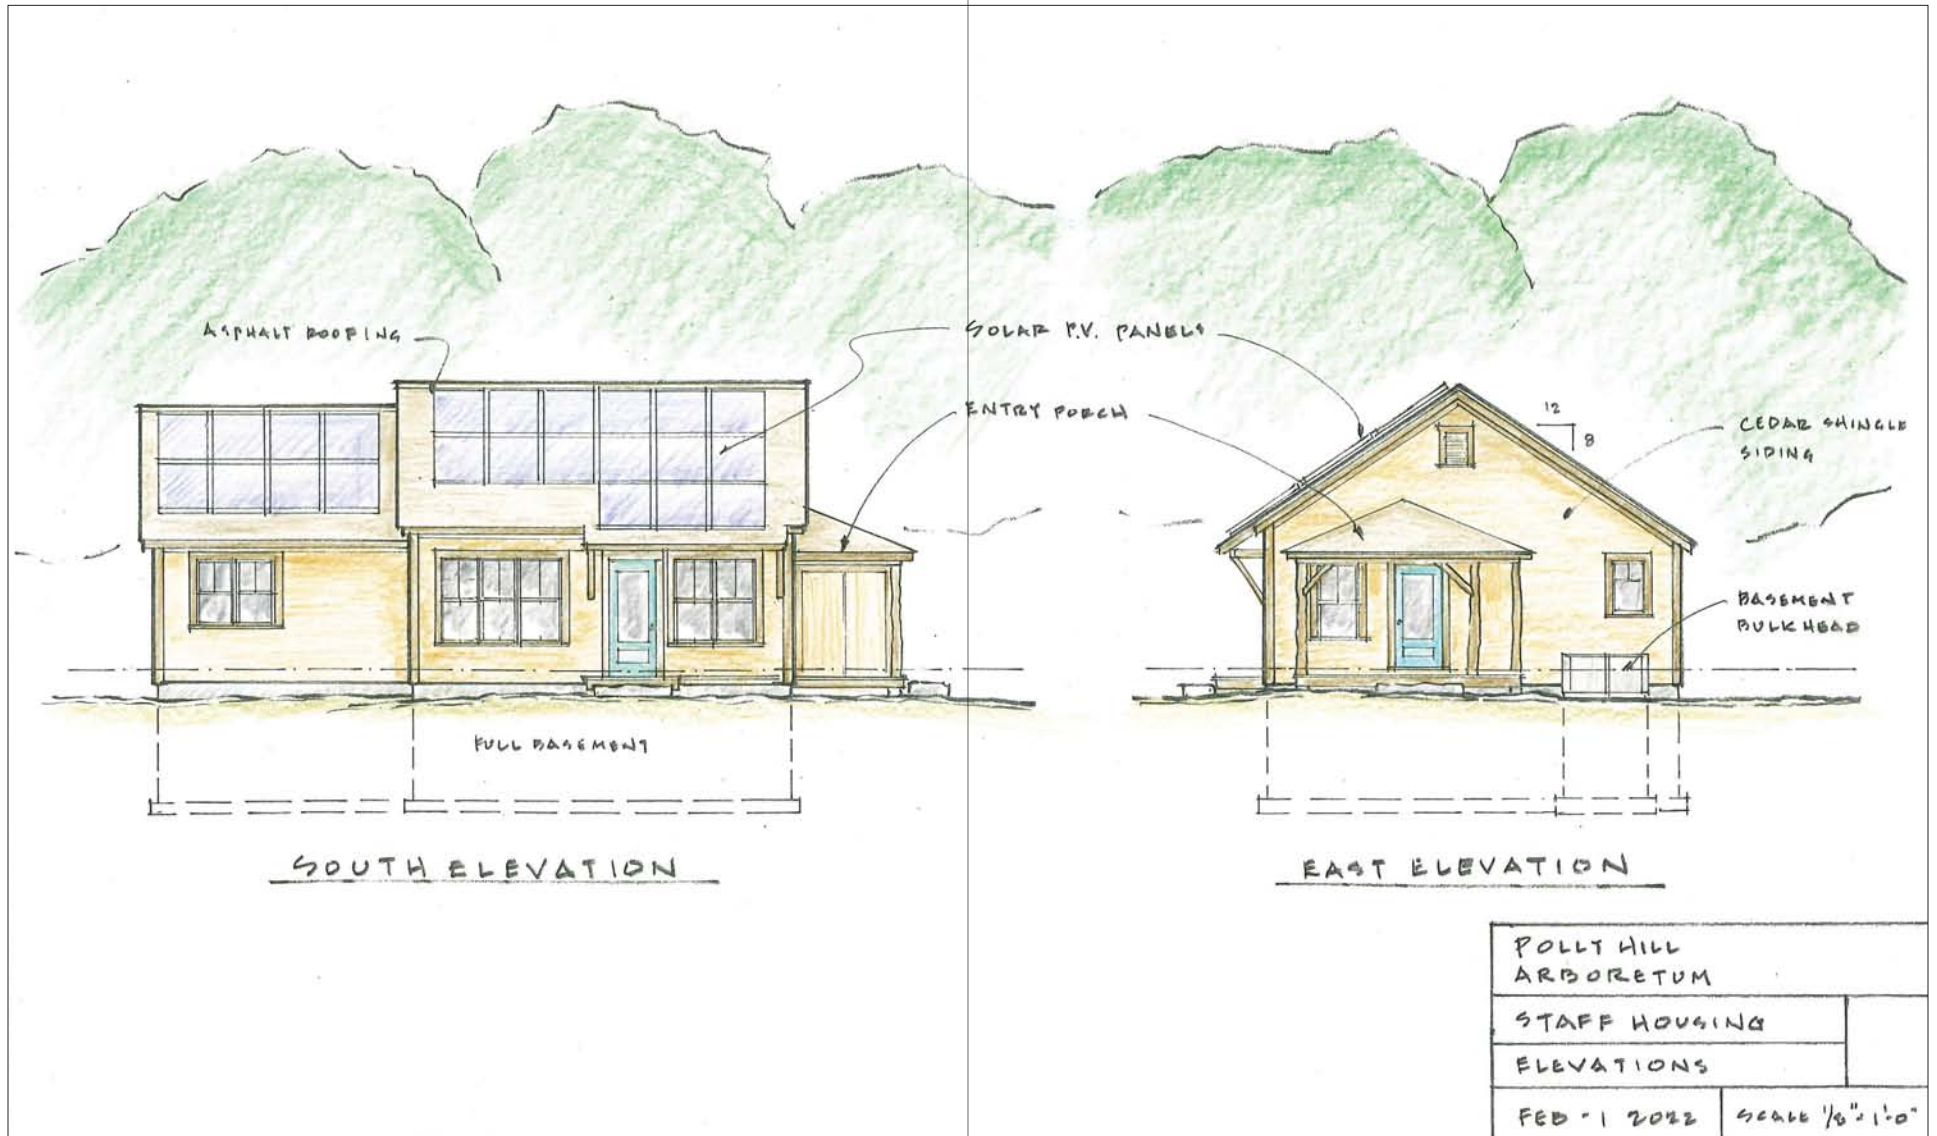 ASPHALT ROOFING
SOLAR P.V. PANELS
ENTRY PORCH
12
8
CEDAR SHINGLE
SIDING
BASEMENT
BULKHEAD
FULL BASEMENT
SOUTH ELEVATION
EAST ELEVATION
POLLY HILL
ARBORETUM
STAFF HOUSING
ELEVATIONS
FEB - 1 2022
SCALE 1/8"=1'-0"